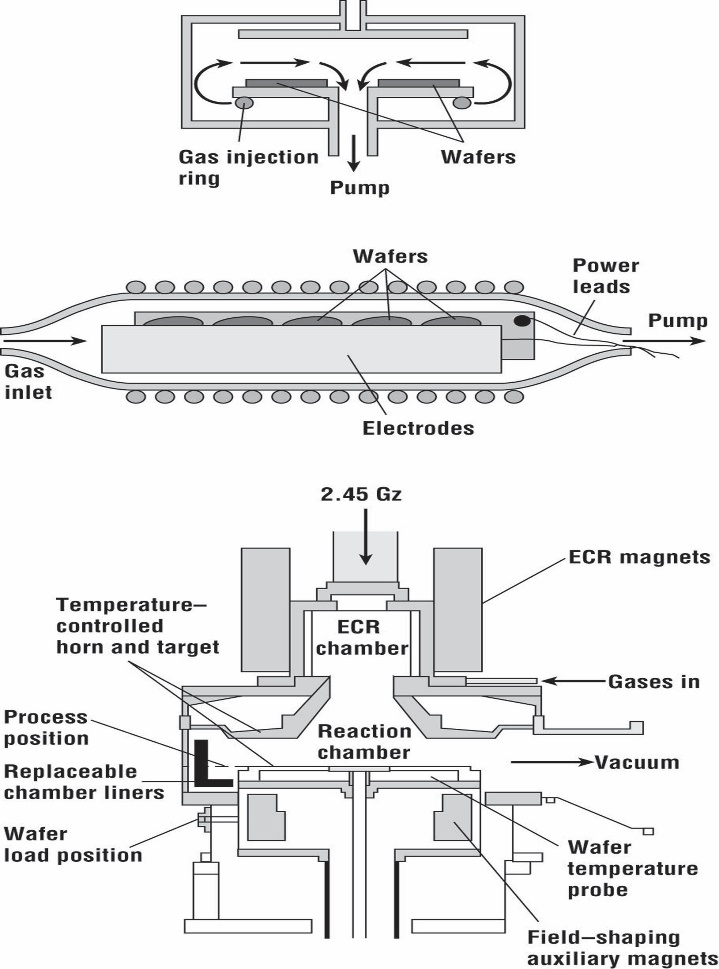 Gas injection
ring
Wafers
Pump
Wafers
Power
leads
Pump
Gas
inlet
Electrodes
2.45 Gz
ECR magnets
Temperature–
controlled
horn and target
ECR
chamber
Gases in
Process
position
Reaction
chamber
Vacuum
Replaceable
chamber liners
Wafer
load position
Wafer
temperature
probe
Field–shaping
auxiliary magnets